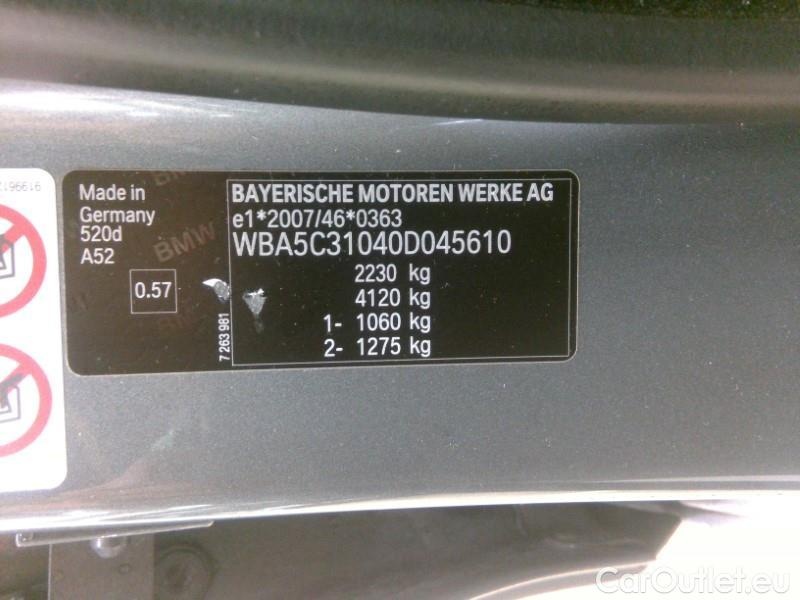 Made in
Germany
520d
A52
0.57
7 263 981
BAYERISCHE MOTOREN WERKE AG
e1*2007/46*0363
WBA5C31040D045610
2230 kg
4120 kg
1- 1060 kg
2- 1275 kg
BMW
CarOutlet.eu